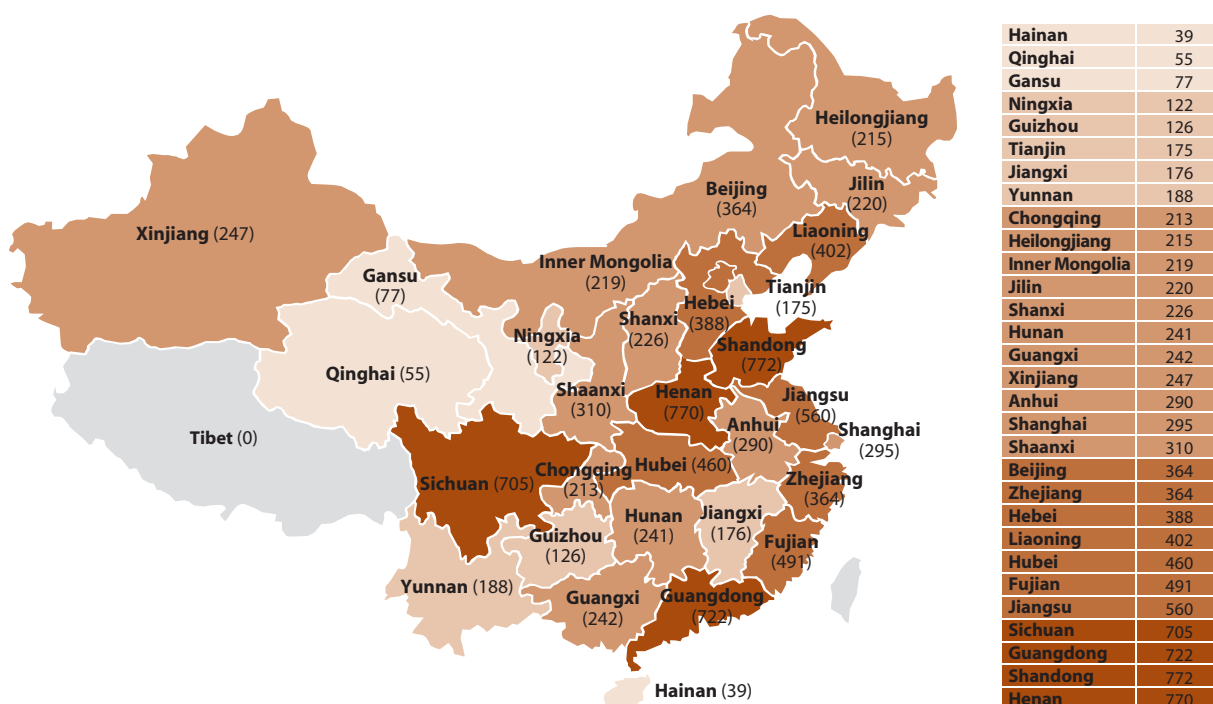 Heilongjiang
(215)
Jilin
(220)
Beijing
(364)
Liaoning
(402)
Xinjiang (247)
Inner Mongolia
(219)
Gansu
(77)
Tianjin
(175)
Hebei
(388)
Shanxi
(226)
Ningxia
(122)
Shandong
(772)
Qinghai (55)
Shaanxi
(310)
Henan
(770)
Jiangsu
(560)
Anhui
(290)
Shanghai
(295)
Tibet (0)
Sichuan (705)
Chongqing
(213)
Hubei (460)
Zhejiang
(364)
Hunan
(241)
Jiangxi
(176)
Guizhou
(126)
Fujian
(491)
Yunnan (188)
Guangxi
(242)
Guangdong
(722)
Hainan (39)
Hainan 39
Qinghai 55
Gansu 77
Ningxia 122
Guizhou 126
Tianjin 175
Jiangxi 176
Yunnan 188
Chongqing 213
Heilongjiang 215
Inner Mongolia 219
Jilin 220
Shanxi 226
Hunan 241
Guangxi 242
Xinjiang 247
Anhui 290
Shanghai 295
Shaanxi 310
Beijing 364
Zhejiang 364
Hebei 388
Liaoning 402
Hubei 460
Fujian 491
Jiangsu 560
Sichuan 705
Guangdong 722
Shandong 772
Henan 770